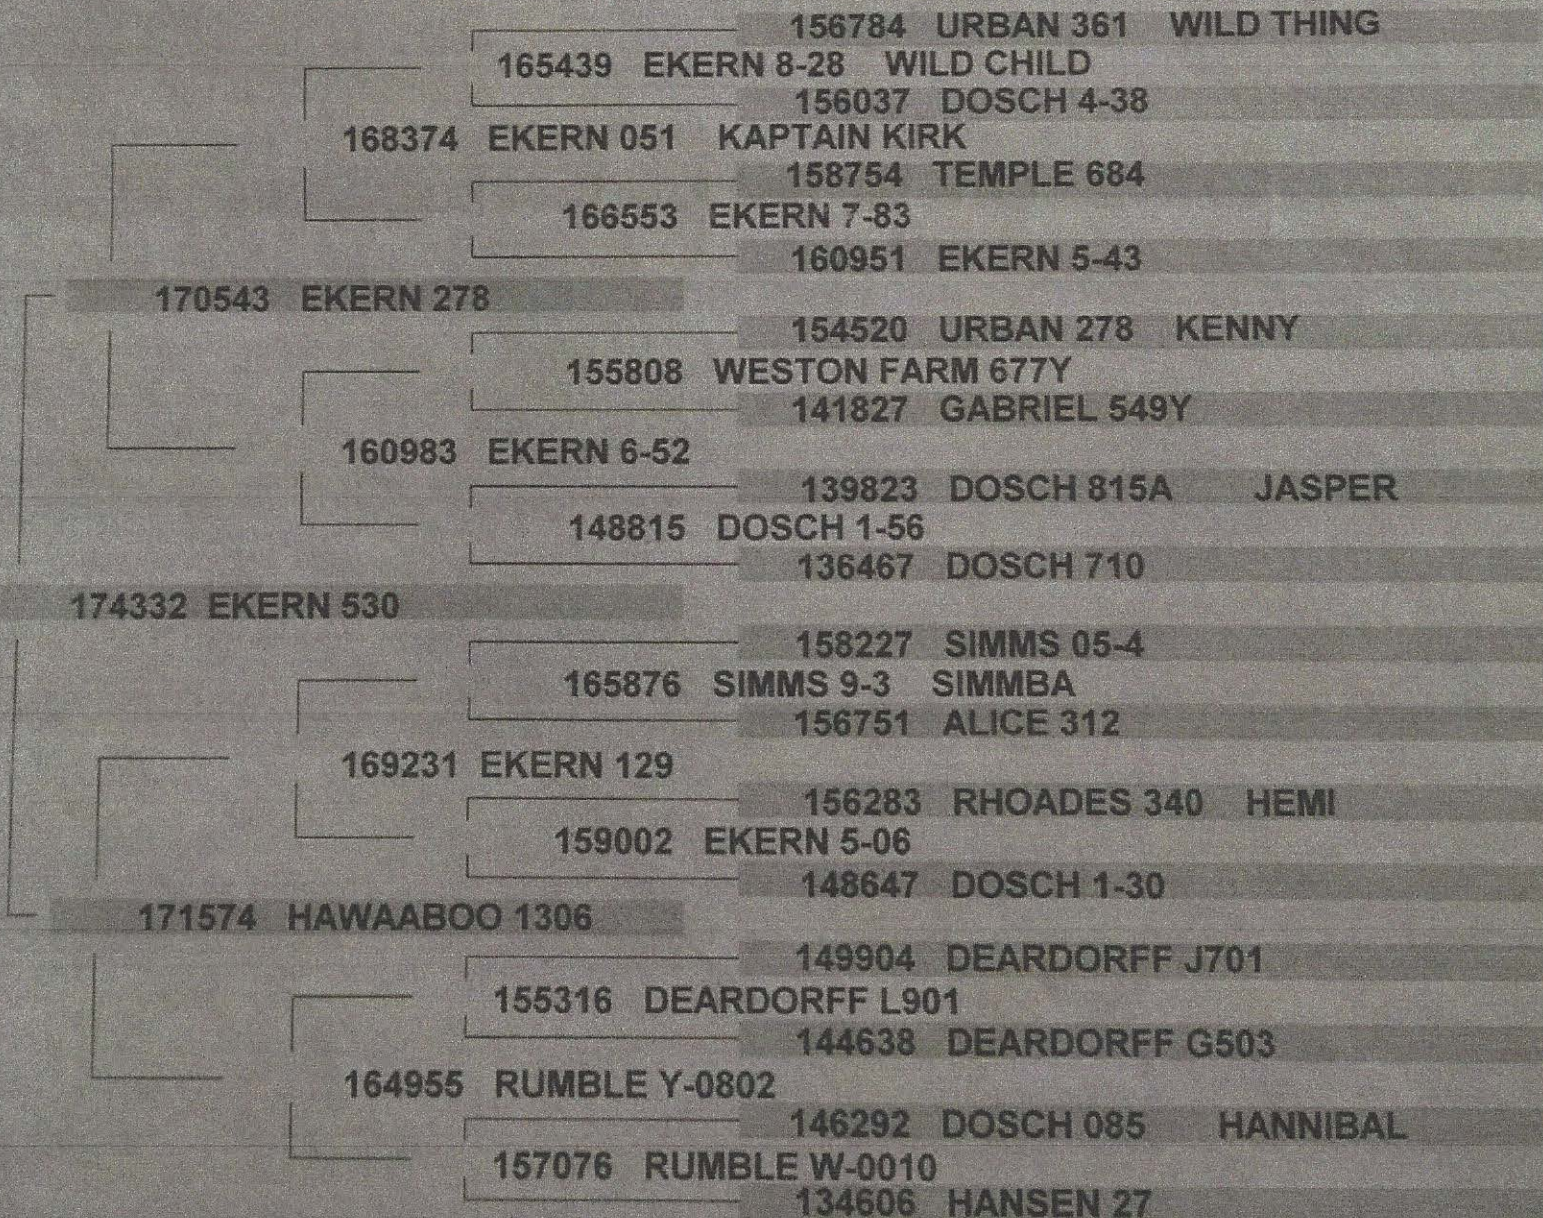 156784 URBAN 361 WILD THING
165439 EKERN 8-28 WILD CHILD
156037 DOSCH 4-38
168374 EKERN 051 KAPTAIN KIRK
158754 TEMPLE 684
166553 EKERN 7-83
160951 EKERN 5-43
170543 EKERN 278
154520 URBAN 278 KENNY
155808 WESTON FARM 677Y
141827 GABRIEL 549Y
160983 EKERN 6-52
139823 DOSCH 815A JASPER
148815 DOSCH 1-56
136467 DOSCH 710
174332 EKERN 530
158227 SIMMS 05-4
165876 SIMMS 9-3 SIMMBA
156751 ALICE 312
169231 EKERN 129
156283 RHOADES 340 HEMI
159002 EKERN 5-06
148647 DOSCH 1-30
171574 HAWAABOO 1306
149904 DEARDORFF J701
155316 DEARDORFF L901
144638 DEARDORFF G503
164955 RUMBLE Y-0802
146292 DOSCH 085 HANNIBAL
157076 RUMBLE W-0010
134606 HANSEN 27